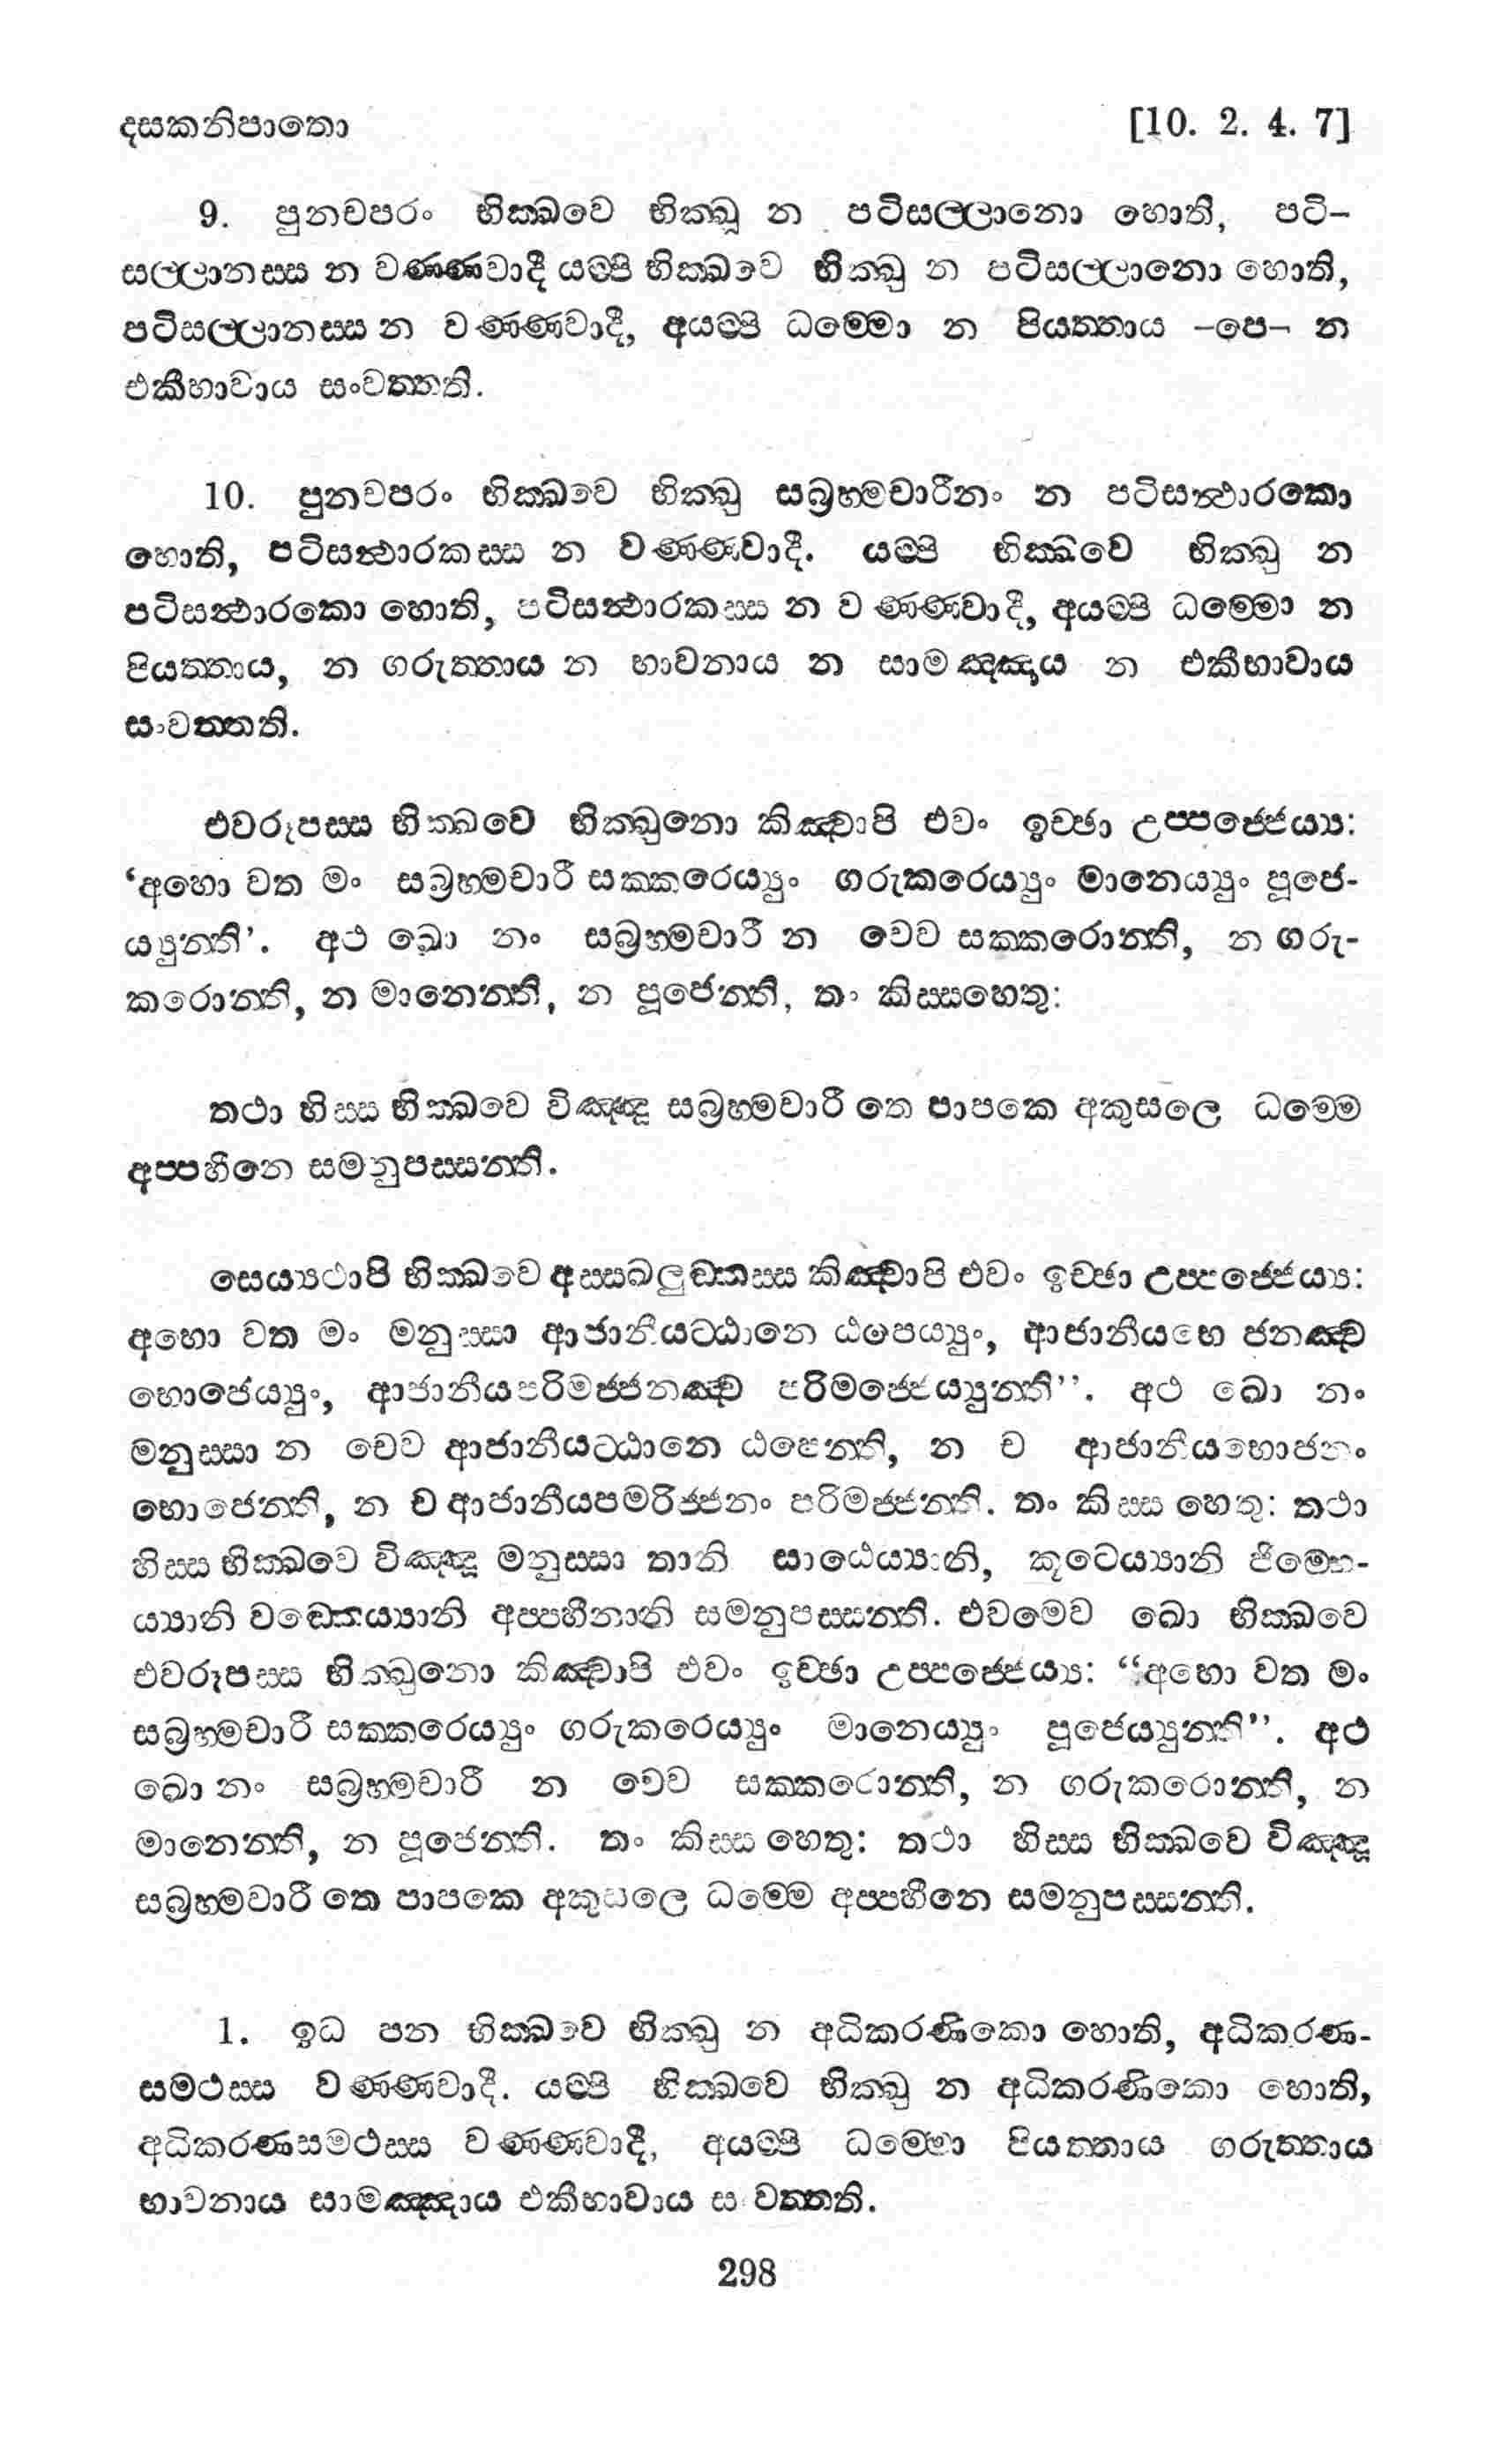 දසකනිපාතො [10. 2. 4. 7]
9. පුනචපරං භික්ඛවෙ භික්ඛූ න පටිසල්ලානො හොති, පටි-
සල්ලානස්ස න වණ්ණවාදී යම්පි භික්ඛවෙ භික්ඛු න පටිසල්ලානො හොති,
පටිසල්ලානස්ස න වණ්ණවාදී, අයම්පි ධම්මො න පියත්තාය –පෙ– න
එකීභාවාය සංවත්තති.
10. පුනචපරං භික්ඛවෙ භික්ඛු සබ්‍රහ්මචාරීනං න පටිසන්ථාරකො
හොති, පටිසන්ථාරකස්ස න වණ්ණවාදී. යම්පි භික්ඛවෙ භික්ඛු න
පටිසන්ථාරකො හොති, පටිසන්ථාරකස්ස න වණ්ණවාදී, අයම්පි ධම්මො න
පියත්තාය, න ගරුත්තාය න භාවනාය න සාමඤ්ඤාය න එකීභාවාය
සංවත්තති.
එවරූපස්ස භික්ඛවෙ භික්ඛුනො කිඤ්චාපි එවං ඉච්ඡා උප්පජ්ජෙය්‍ය:
‘අහො වත මං සබ්‍රහ්මචාරී සක්කරෙය්‍යුං ගරුකරෙය්‍යුං මානෙය්‍යුං පූජෙ-
ය්‍යුන්ති’. අථ ඛො නං සබ්‍රහ්මචාරී න චෙව සක්කරොන්ති, න ගරු-
කරොන්ති, න මානෙන්ති, න පූජෙන්ති, තං කිස්සහෙතු:
තථා හිස්ස භික්ඛවෙ විඤ්ඤූ සබ්‍රහ්මචාරී තෙ පාපකෙ අකුසලෙ ධම්මෙ
අප්පහීනෙ සමනුපස්සන්ති.
සෙය්‍යථාපි භික්ඛවෙ අස්සඛලුඞ්කස්ස කිඤ්චාපි එවං ඉච්ඡා උප්පජ්ජෙය්‍ය:
අහො වත මං මනුස්සා ආජානීයට්ඨානෙ ඨපෙය්‍යුං, ආජානීයභෙ ජනඤ්ච
භොජෙය්‍යුං, ආජානීයපරිමජ්ජනඤ්ච පරිමජ්ජෙය්‍යුන්ති’’. අථ ඛො නං
මනුස්සා න චෙව ආජානීයට්ඨානෙ ඨපෙන්ති, න ච ආජානීයභොජනං
භොජෙන්ති, න ච ආජානීයපමරිජ්ජනං පරිමජ්ජන්ති. තං කිස්ස හෙතු: තථා
හිස්ස භික්ඛවෙ විඤ්ඤූ මනුස්සා තානි සාඨෙය්‍යානි, කූටෙය්‍යානි ජිම්හෙ-
ය්‍යානි වඞ්කෙය්‍යානි අප්පහීනානි සමනුපස්සන්ති. එවමෙව ඛො භික්ඛවෙ
එවරූපස්ස භික්ඛුනො කිඤ්චාපි එවං ඉච්ඡා උප්පජ්ජෙය්‍ය: ‘‘අහො වත මං
සබ්‍රහ්මචාරී සක්කරෙය්‍යුං ගරුකරෙය්‍යුං මානෙය්‍යුං පූජෙය්‍යුන්ති’’. අථ
ඛො නං සබ්‍රහ්මචාරී න චෙව සක්කරොන්ති, න ගරුකරොන්ති, න
මානෙන්ති, න පූජෙන්ති. තං කිස්ස හෙතු: තථා හිස්ස භික්ඛවෙ විඤ්ඤූ
සබ්‍රහ්මචාරී තෙ පාපකෙ අකුසලෙ ධම්මෙ අප්පහීනෙ සමනුපස්සන්ති.
1. ඉධ පන භික්ඛවෙ භික්ඛු න අධිකරණිකො හොති, අධිකරණ-
සමථස්ස වණ්ණවාදී. යම්පි භික්ඛවෙ භික්ඛු න අධිකරණිකො හොති,
අධිකරණසමථස්ස වණ්ණවාදී, අයම්පි ධම්මො පියත්තාය ගරුත්තාය
භාවනාය සාමඤ්ඤාය එකීභාවාය සංවත්තති.
298